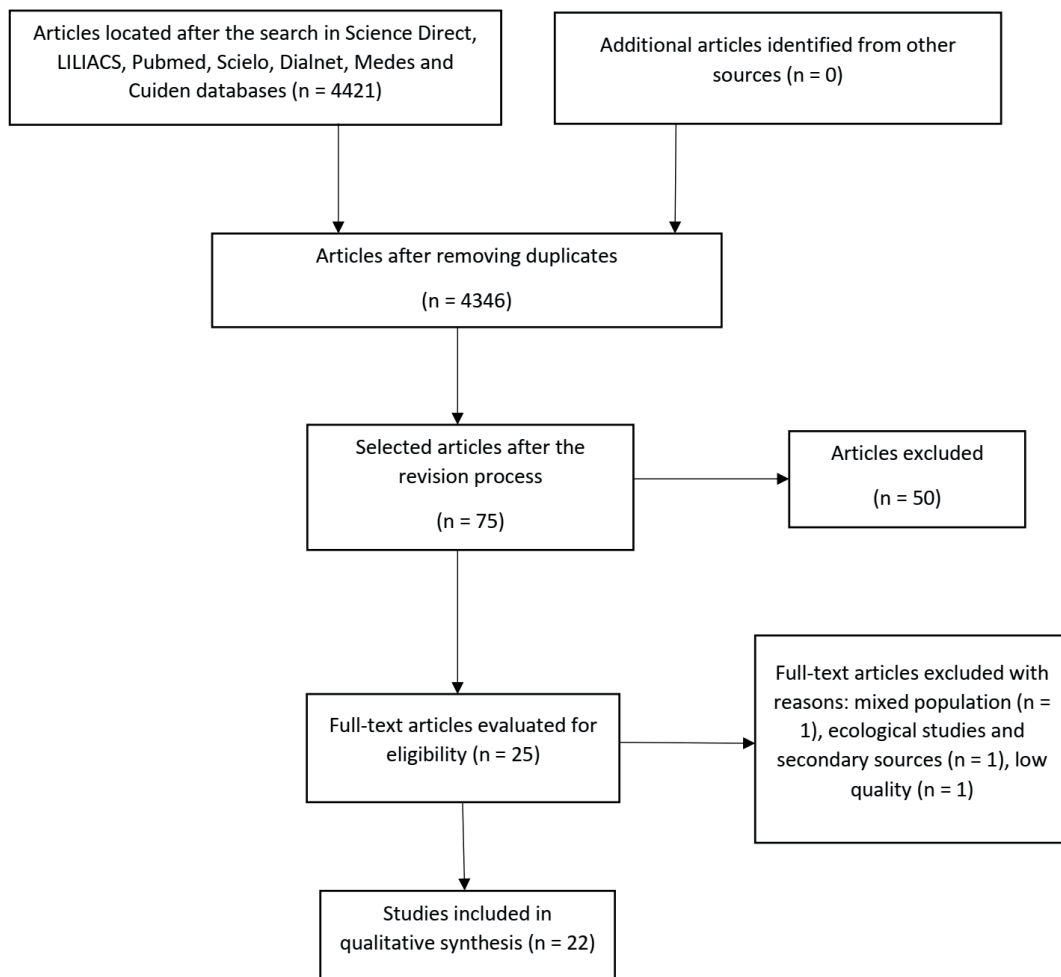 Articles located after the search in Science Direct,
LILIACS, Pubmed, Scielo, Dialnet, Medes and
Cuiden databases (n = 4421)
Additional articles identified from other
sources (n = 0)
Articles after removing duplicates
(n = 4346)
Selected articles after the
revision process
(n = 75)
Articles excluded
(n = 50)
Full-text articles evaluated for
eligibility (n = 25)
Full-text articles excluded with
reasons: mixed population (n =
1), ecological studies and
secondary sources (n = 1), low
quality (n = 1)
Studies included in
qualitative synthesis (n = 22)